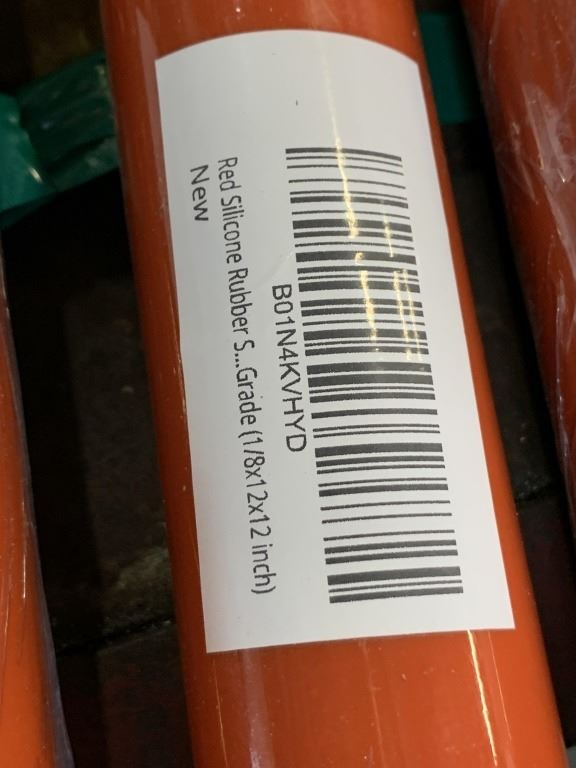 B01N4KVHYD
Red Silicone Rubber S...Grade (1/8x12x12 inch)
New